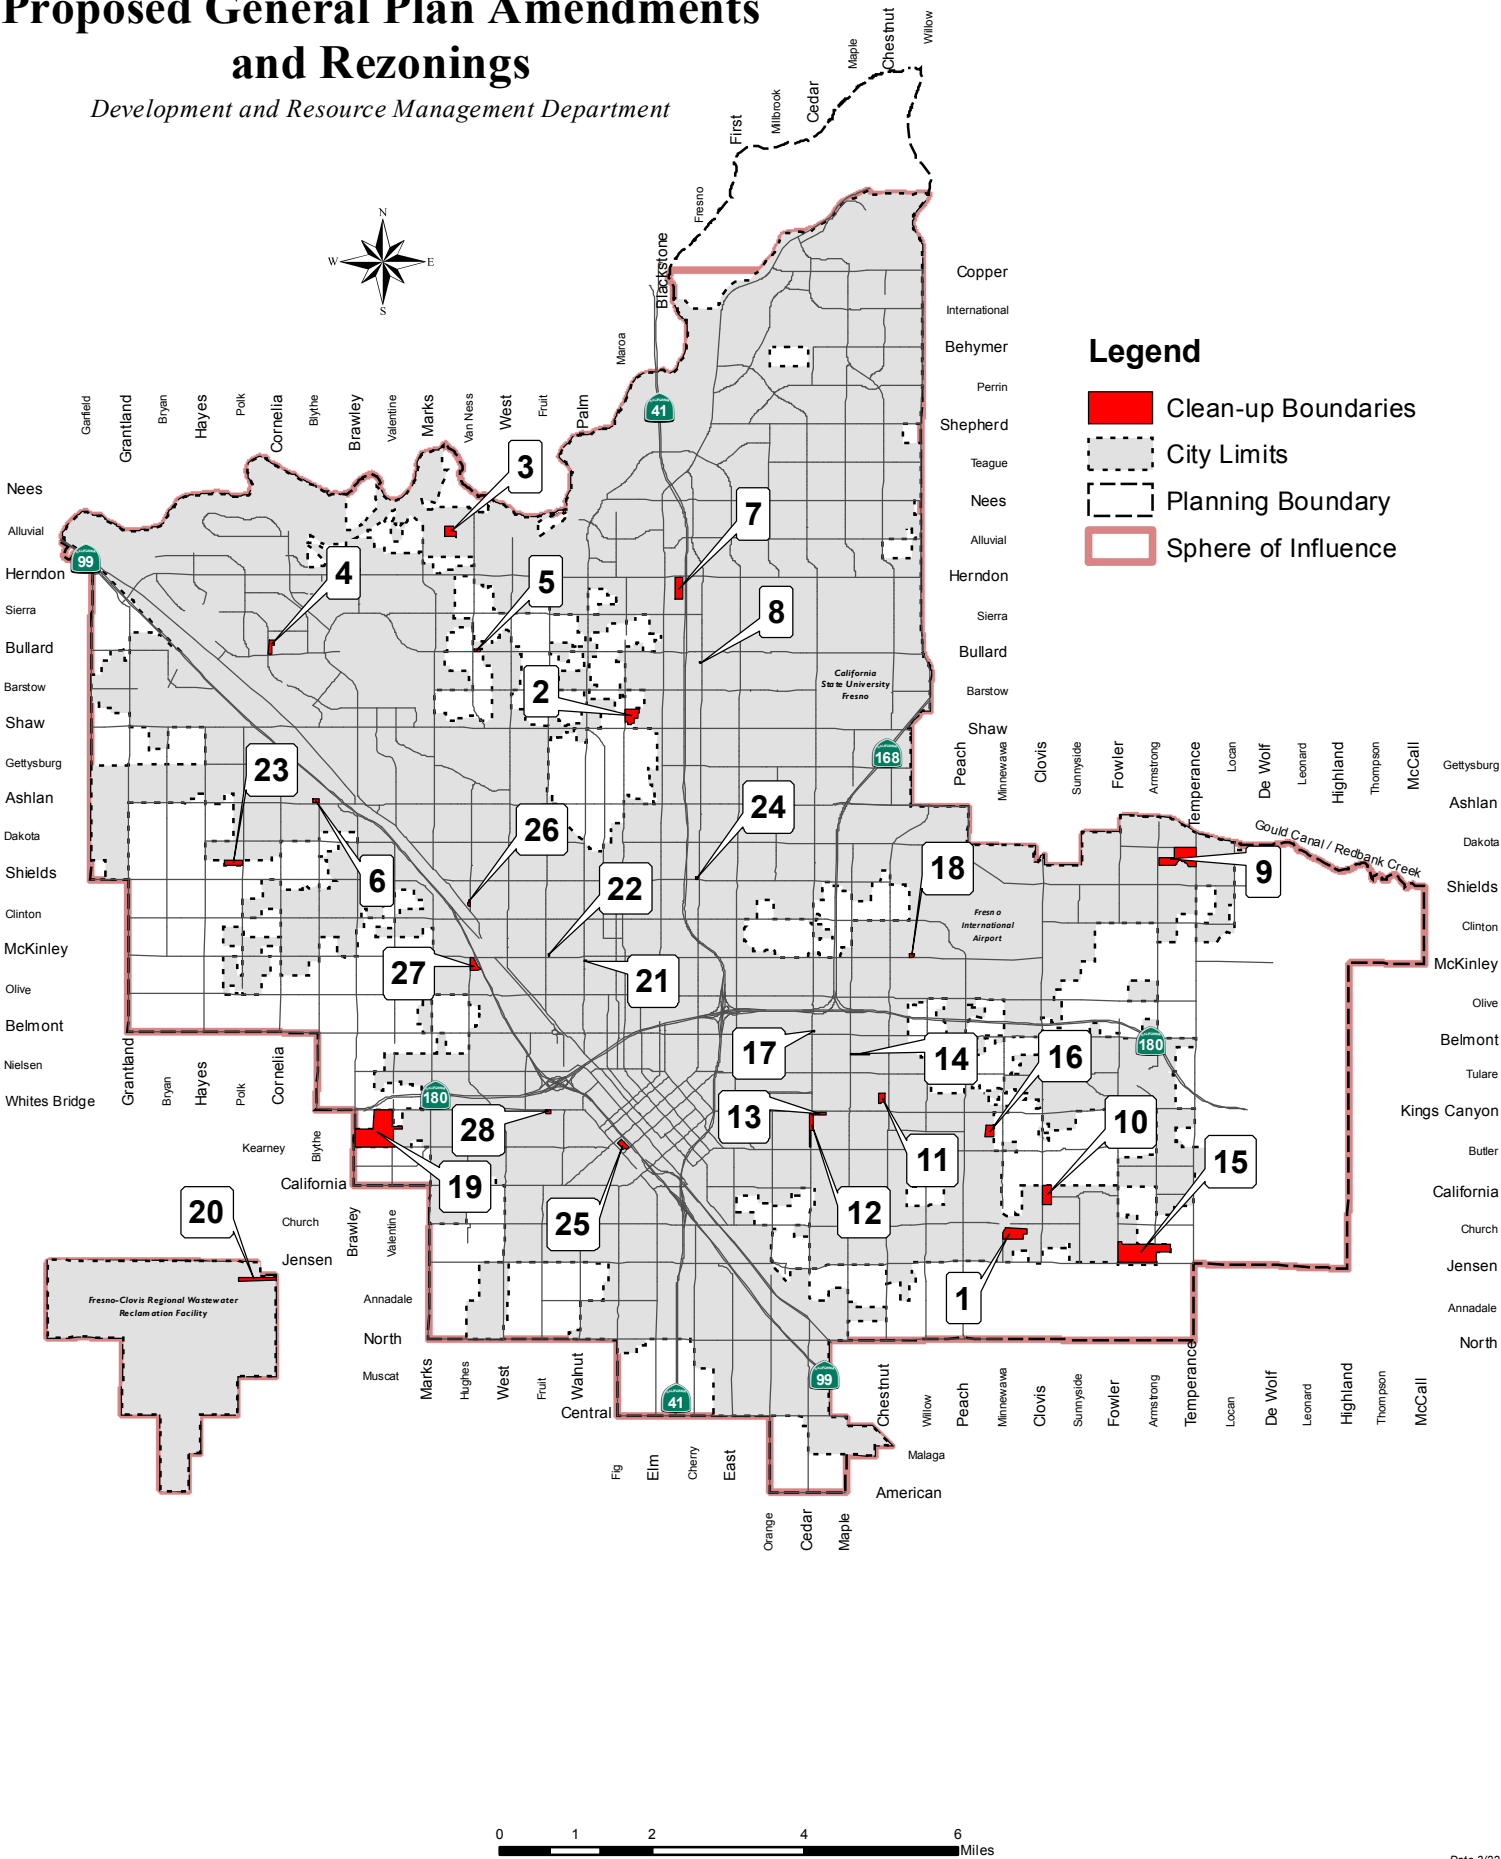 Proposed General Plan Amendments
and Rezonings
Development and Resource Management Department
Willow
Chestnut
Maple
Cedar
Millbrook
First
Fresno
Blackstone
Maroa
N
W
E
S
Copper
International
Behymer
Perrin
Shepherd
Teague
Nees
Alluvial
Herndon
Sierra
Bullard
Barstow
Shaw
Legend
Clean-up Boundaries
City Limits
Planning Boundary
Sphere of Influence
Garfield
Grantland
Bryan
Hayes
Polk
Cornelia
Blythe
Brawley
Valentine
Marks
Van Ness
West
Fruit
Palm
CALIFORNIA
41
3
7
Nees
Alluvial
CALIFORNIA
99
Herndon
Sierra
Bullard
Barstow
Shaw
Gettysburg
Ashlan
Dakota
Shields
Clinton
McKinley
Olive
Belmont
Nielsen
Whites Bridge
4
5
8
2
California
State University
Fresno
CALIFORNIA
168
Peach
Minnewawa
Clovis
Sunnyside
Fowler
Armstrong
Temperance
Locan
De Wolf
Leonard
Highland
Thompson
McCall
Gettysburg
Ashlan
Dakota
Shields
Clinton
McKinley
Olive
Belmont
Tulare
Kings Canyon
Butler
California
Church
Jensen
Annadale
North
Gould Canal / Redbank Creek
23
6
26
22
24
18
9
Fresno
International
Airport
27
21
17
14
16
CALIFORNIA
180
Grantland
Bryan
Hayes
Polk
Cornelia
Blythe
CALIFORNIA
180
28
13
11
10
15
Kearney
California
Church
Jensen
Annadale
North
Muscat
Central
19
20
25
12
1
Brawley
Valentine
Fresno-Clovis Regional Wastewater
Reclamation Facility
Marks
Hughes
West
Fruit
Walnut
CALIFORNIA
41
CALIFORNIA
99
Chestnut
Willow
Peach
Minnewawa
Clovis
Sunnyside
Fowler
Armstrong
Temperance
Locan
De Wolf
Leonard
Highland
Thompson
McCall
Fig
Elm
Cherry
East
Malaga
American
Orange
Cedar
Maple
0 1 2 4 6
Miles